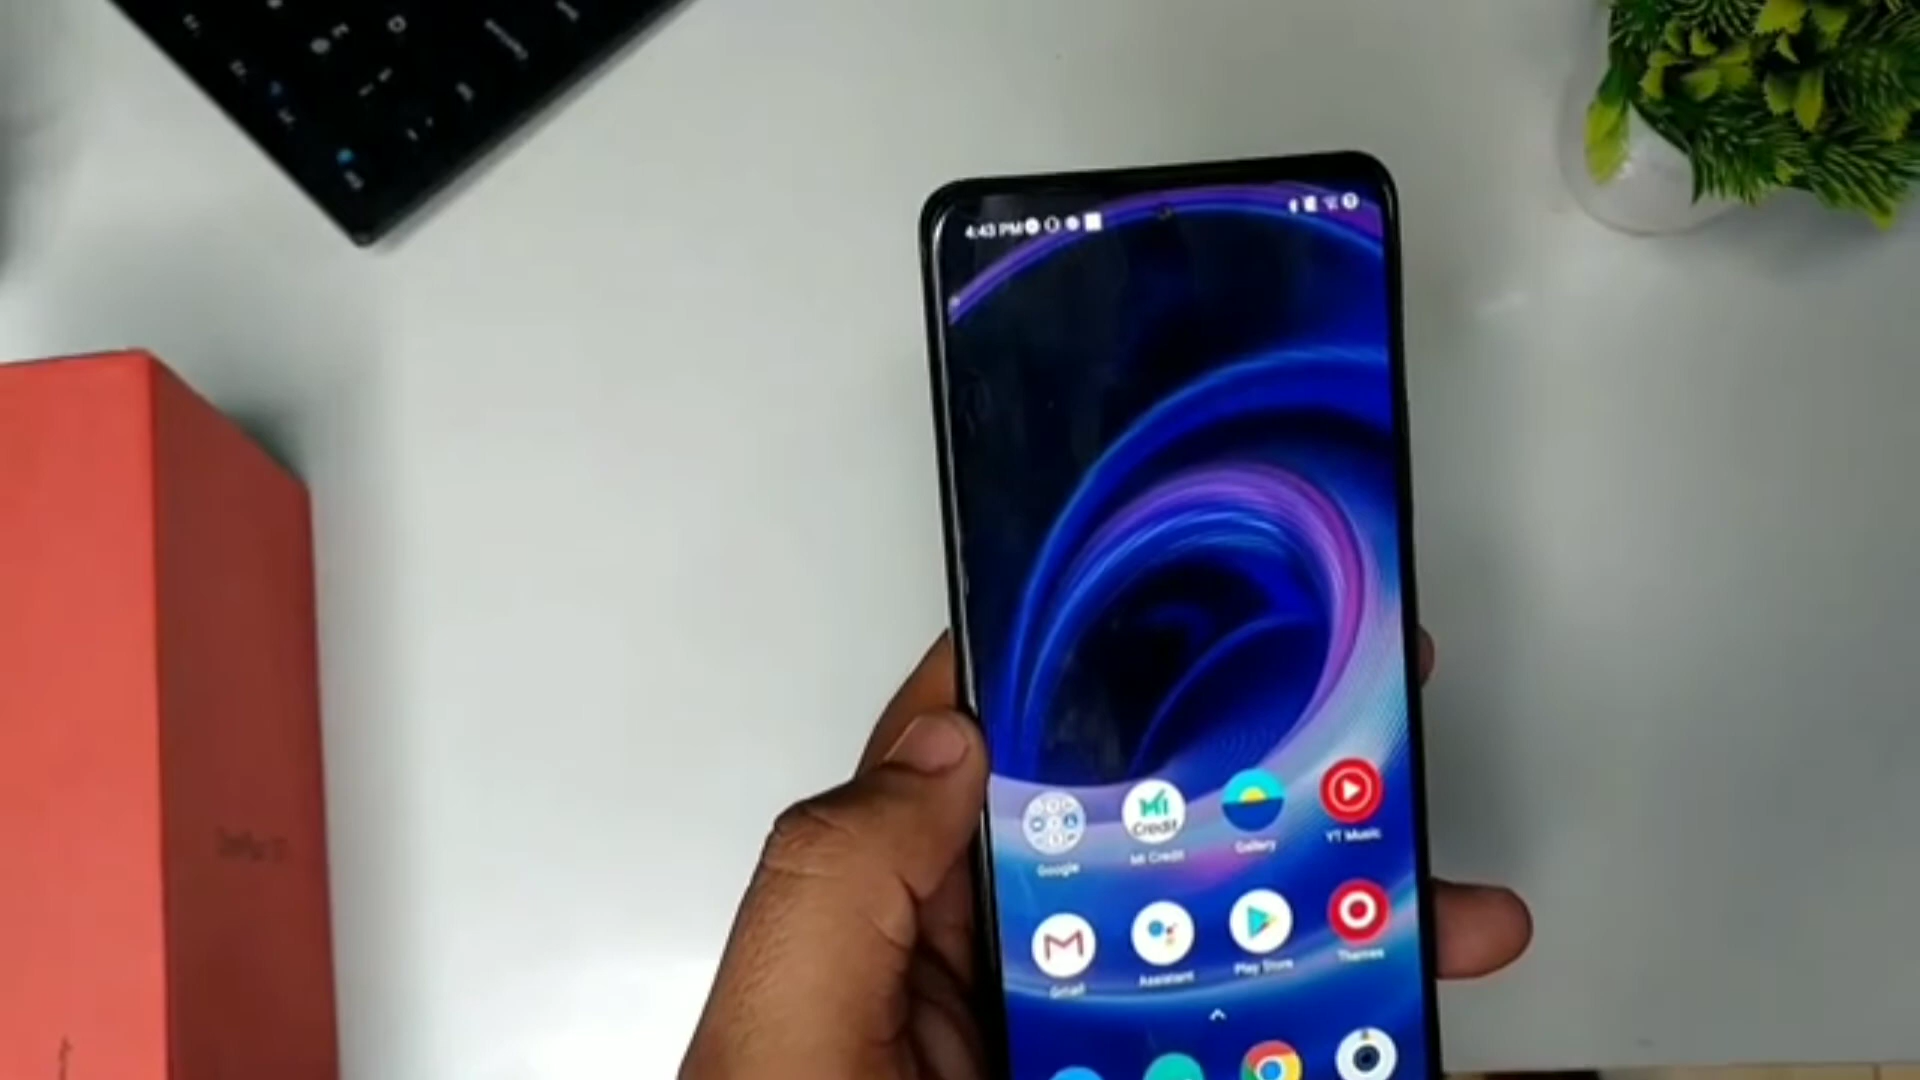 4:43 PM
Google
Mi
Credit
Mi Credit
Gallery
YT Music
Gmail
Assistant
Play Store
Themes